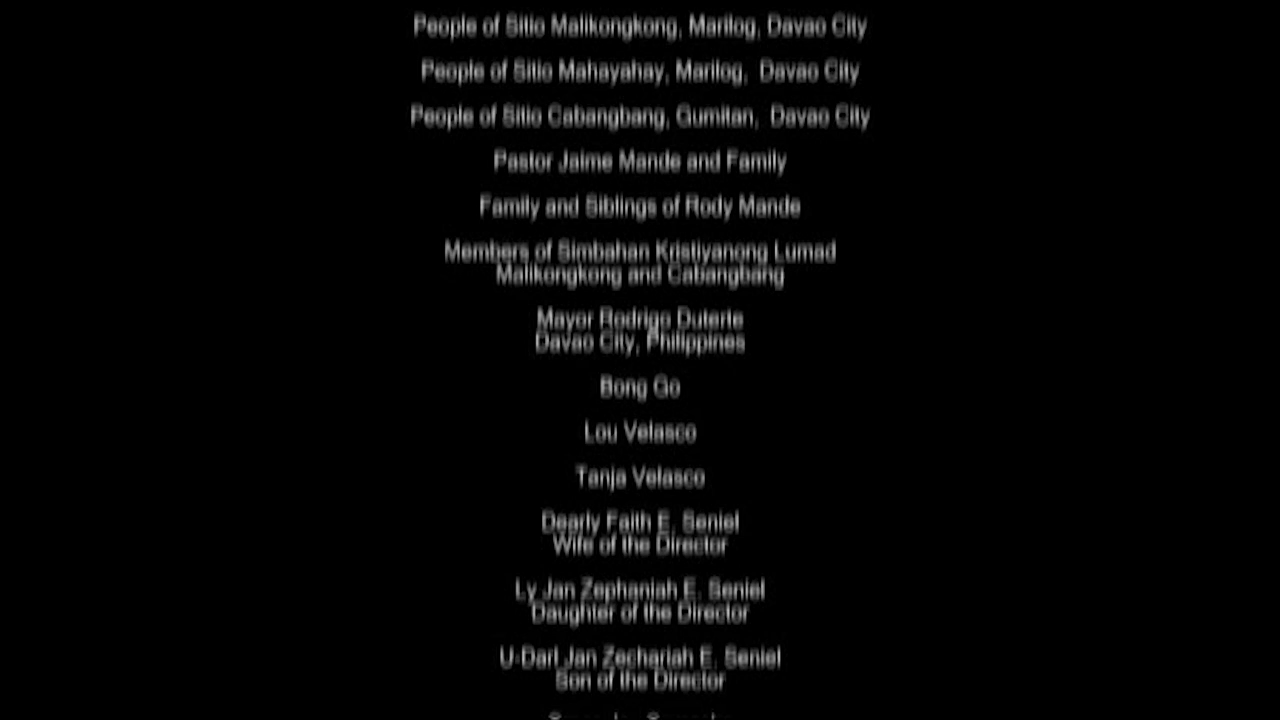 People of Sitio Malikongkong, Marilog, Davao City
People of Sitio Mahayahay, Marilog, Davao City
People of Sitio Cabangbang, Gumitan, Davao City
Pastor Jaime Mande and Family
Family and Siblings of Rody Mande
Members of Simbahan Kristiyanong Lumad
Malikongkong and Cabangbang
Mayor Rodrigo Duterte
Davao City, Philippines
Bong Go
Lou Velasco
Tanja Velasco
Dearly Faith E. Seniel
Wife of the Director
Ly Jan Zephaniah E. Seniel
Daughter of the Director
U-Darl Jan Zechariah E. Seniel
Son of the Director